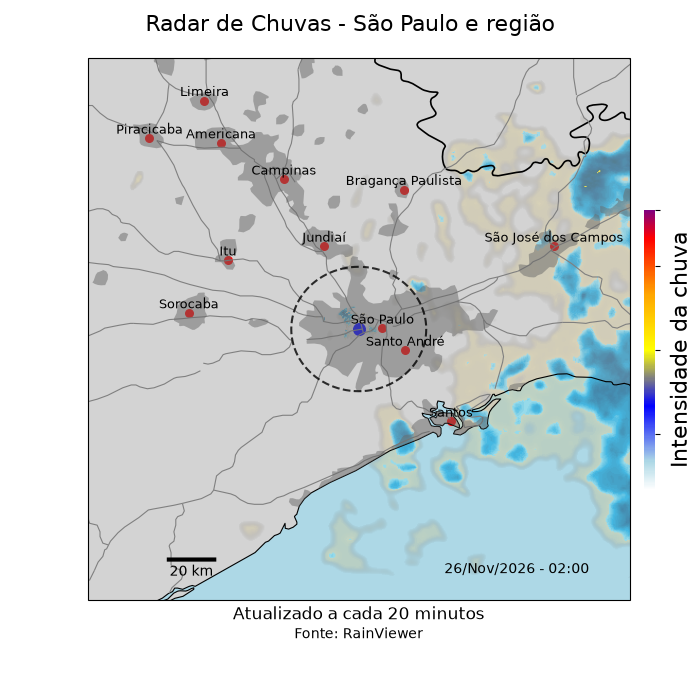 Radar de Chuvas - São Paulo e região
Limeira
Piracicaba
Americana
Campinas
Bragança Paulista
São José dos Campos
Jundiaí
Itu
Sorocaba
São Paulo
Santo André
Santos
Intensidade da chuva
20 km
26/Nov/2026 - 02:00
Atualizado a cada 20 minutos
Fonte: RainViewer